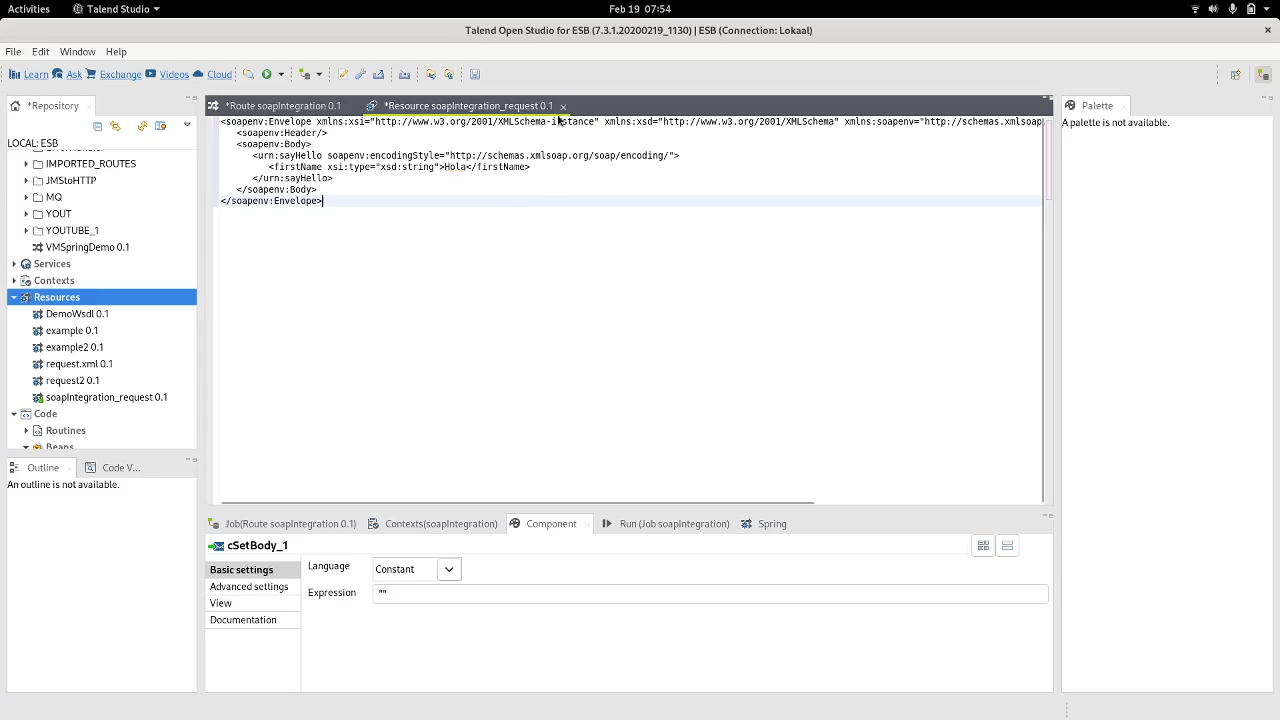 Activities
Talend Studio
Feb 19 07:54
Talend Open Studio for ESB (7.3.1.20200219_1130) | ESB (Connection: Lokaal)
File Edit Window Help
Learn Ask Exchange Videos Cloud
*Repository
LOCAL: ESB
IMPORTED_ROUTES
JMStoHTTP
MQ
YOUT
YOUTUBE_1
VMSpringDemo 0.1
Services
Contexts
Resources
DemoWsdl 0.1
example 0.1
example2 0.1
request.xml 0.1
request2 0.1
soapIntegration_request 0.1
Code
Routines
Beans
Outline Code V...
An outline is not available.
*Route soapIntegration 0.1 *Resource soapIntegration_request 0.1
<soapenv:Envelope xmlns:xsi="http://www.w3.org/2001/XMLSchema-instance" xmlns:xsd="http://www.w3.org/2001/XMLSchema" xmlns:soapenv="http://schemas.xmlsoap
<soapenv:Header/>
<soapenv:Body>
<urn:sayHello soapenv:encodingStyle="http://schemas.xmlsoap.org/soap/encoding/">
<firstName xsi:type="xsd:string">Hola</firstName>
</urn:sayHello>
</soapenv:Body>
</soapenv:Envelope>
Palette
A palette is not available.
Job(Route soapIntegration 0.1) Contexts(soapIntegration) Component Run (Job soapIntegration) Spring
cSetBody_1
Basic settings
Advanced settings
View
Documentation
Language Constant
Expression ""